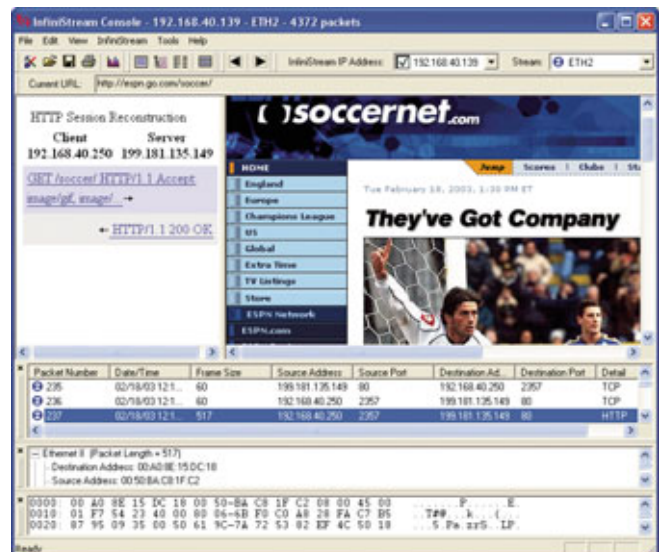 InfiniStream Console - 192.168.40.139 - ETH2 - 4372 packets
File Edit View InfiniStream Tools Help
InfiniStream IP Address: 192.168.40.139 Stream: ETH2
Current URL: http://espn.go.com/soccer/
HTTP Session Reconstruction
Client Server
192.168.40.250 199.181.135.149
GET /soccer/ HTTP/1.1 Accept:
image/gif, image/... →
← HTTP/1.1 200 OK
soccernet.com
HOME
England
Europe
Champions League
US
Global
Extra Time
TV Listings
Store
ESPN Network
ESPN.com
Jump Scores | Clubs |
Tue February 18, 2003, 1:30 PM ET
They've Got Company
Packet Number Date/Time Frame Size Source Address Source Port Destination Ad... Destination Port Detail
235 02/18/03 12:1... 60 199.181.135.149 80 192.168.40.250 2357 TCP
236 02/18/03 12:1... 60 192.168.40.250 2357 199.181.135.149 80 TCP
237 02/18/03 12:1... 517 192.168.40.250 2357 199.181.135.149 80 HTTP
Ethernet II (Packet Length = 517)
Destination Address: 00:A0:8E:15:DC:18
Source Address: 00:50:BA:C8:1F:C2
0000: 00 A0 8E 15 DC 18 00 50-BA C8 1F C2 08 00 45 00 .......P......E.
0010: 01 F7 54 23 40 00 80 06-6B F0 C0 A8 28 FA C7 B5 ..T#@...k...(...
0020: 87 95 09 35 00 50 61 9C-7A 72 53 82 EF 4C 50 18 ...5.Pa.zrS..LP.
Ready